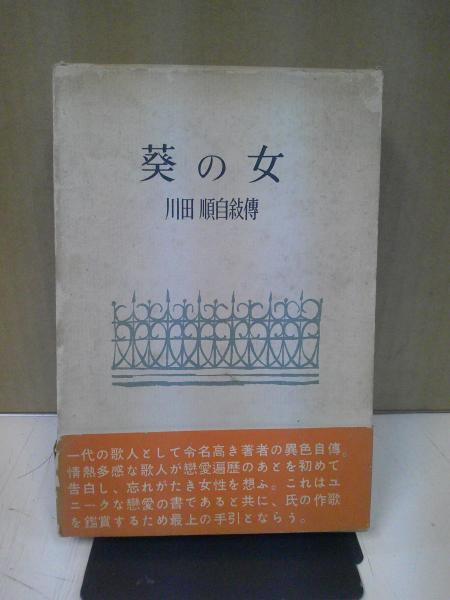 葵の女
川田 順自敍傳
一代の歌人として令名高き著者の異色自傳。
情熱多感な歌人が戀愛遍歴のあとを初めて
告白し、忘れがたき女性を想ふ。これはユ
ニークな戀愛の書であると共に、氏の作歌
を鑑賞するため最上の手引とならう。